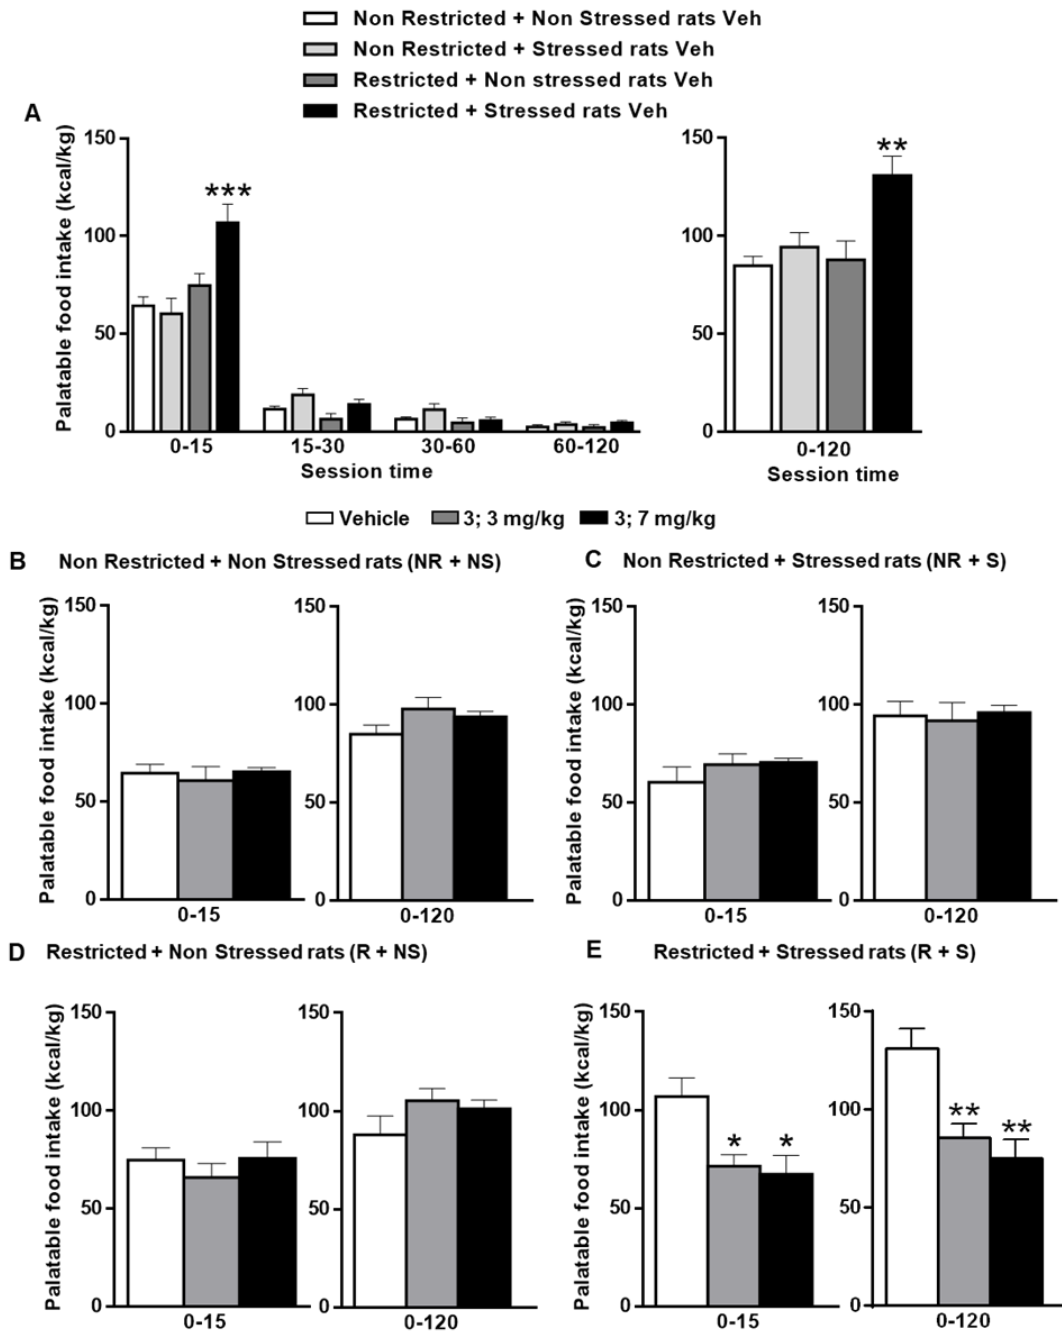 Non Restricted + Non Stressed rats Veh
Non Restricted + Stressed rats Veh
Restricted + Non stressed rats Veh
Restricted + Stressed rats Veh
A
Palatable food intake (kcal/kg)
150
100
50
0
***
0-15
15-30
30-60
60-120
Session time
150
100
50
0
**
0-120
Session time
Vehicle
3; 3 mg/kg
3; 7 mg/kg
B
Non Restricted + Non Stressed rats (NR + NS)
Palatable food intake (kcal/kg)
150
100
50
0
0-15
150
100
50
0
0-120
C
Non Restricted + Stressed rats (NR + S)
Palatable food intake (kcal/kg)
150
100
50
0
0-15
150
100
50
0
0-120
D
Restricted + Non Stressed rats (R + NS)
Palatable food intake (kcal/kg)
150
100
50
0
0-15
150
100
50
0
0-120
E
Restricted + Stressed rats (R + S)
Palatable food intake (kcal/kg)
150
100
50
0
*
*
0-15
150
100
50
0
**
**
0-120